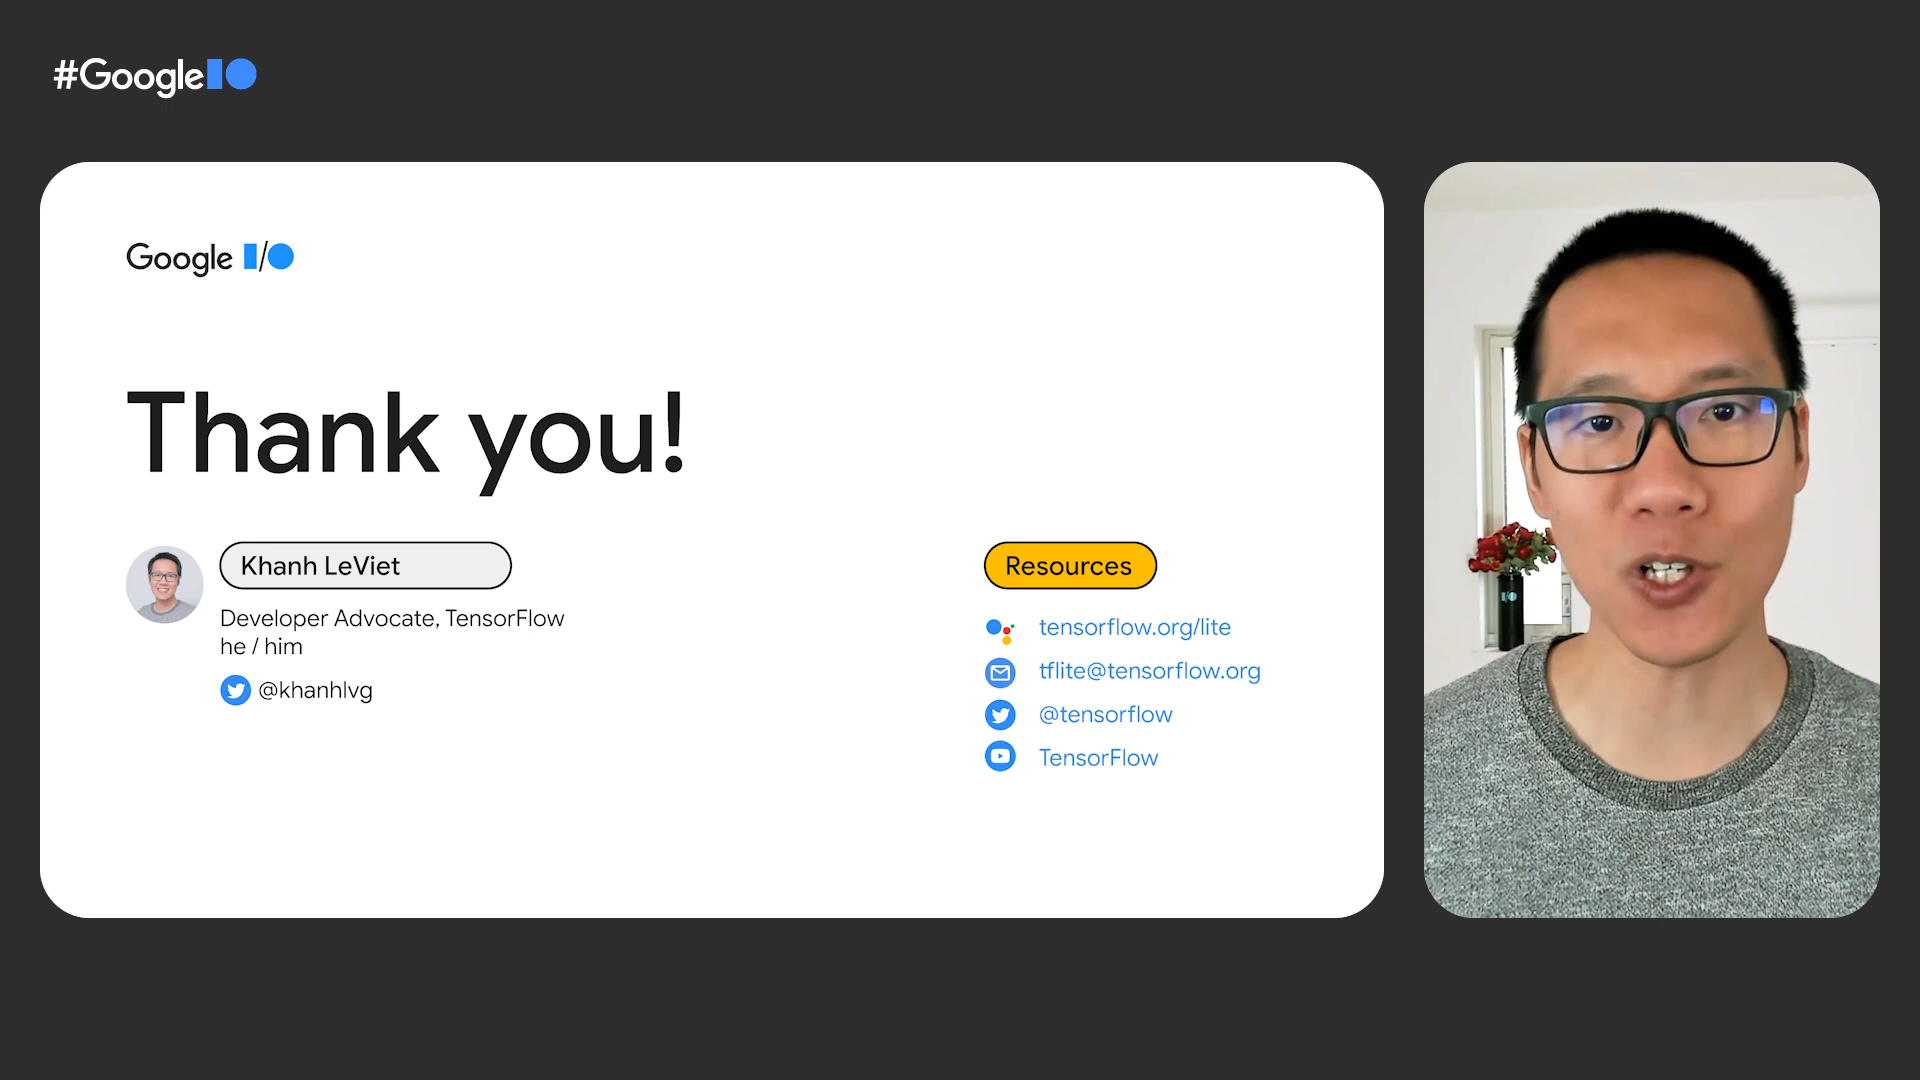 #GoogleIO
Google I/O
Thank you!
Khanh LeViet
Developer Advocate, TensorFlow
he / him
@khanhlvg
Resources
tensorflow.org/lite
tflite@tensorflow.org
@tensorflow
TensorFlow
I/O